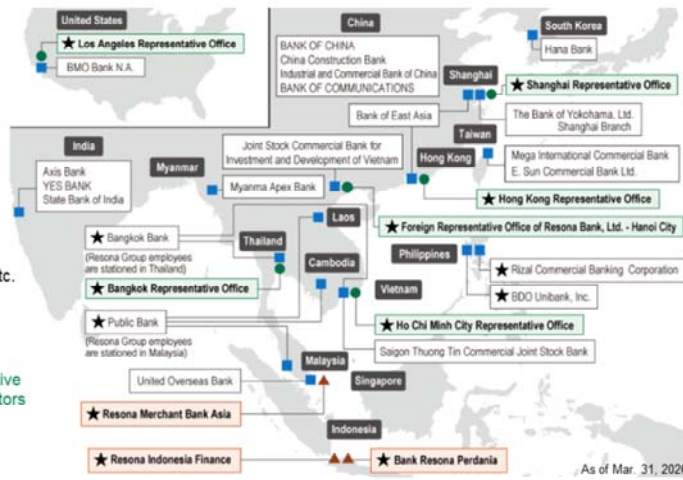 United States
★ Los Angeles Representative Office
BMO Bank N.A.
China
BANK OF CHINA
China Construction Bank
Industrial and Commercial Bank of China
BANK OF COMMUNICATIONS
South Korea
Hana Bank
Shanghai
★ Shanghai Representative Office
Bank of East Asia
The Bank of Yokohama, Ltd.
Shanghai Branch
India
Axis Bank
YES BANK
State Bank of India
Joint Stock Commercial Bank for
Investment and Development of Vietnam
Taiwan
Mega International Commercial Bank
E. Sun Commercial Bank Ltd.
Hong Kong
Myanmar
Myanma Apex Bank
★ Hong Kong Representative Office
Laos
★ Foreign Representative Office of Resona Bank, Ltd. - Hanoi City
★ Bangkok Bank
(Resona Group employees
are stationed in Thailand)
Thailand
Philippines
★ Rizal Commercial Banking Corporation
tc.
Cambodia
★ Bangkok Representative Office
Vietnam
★ BDO Unibank, Inc.
★ Public Bank
(Resona Group employees
are stationed in Malaysia)
★ Ho Chi Minh City Representative Office
Saigon Thuong Tin Commercial Joint Stock Bank
Malaysia
ive
tors
United Overseas Bank
Singapore
★ Resona Merchant Bank Asia
Indonesia
★ Resona Indonesia Finance
★ Bank Resona Perdania
As of Mar. 31, 2026